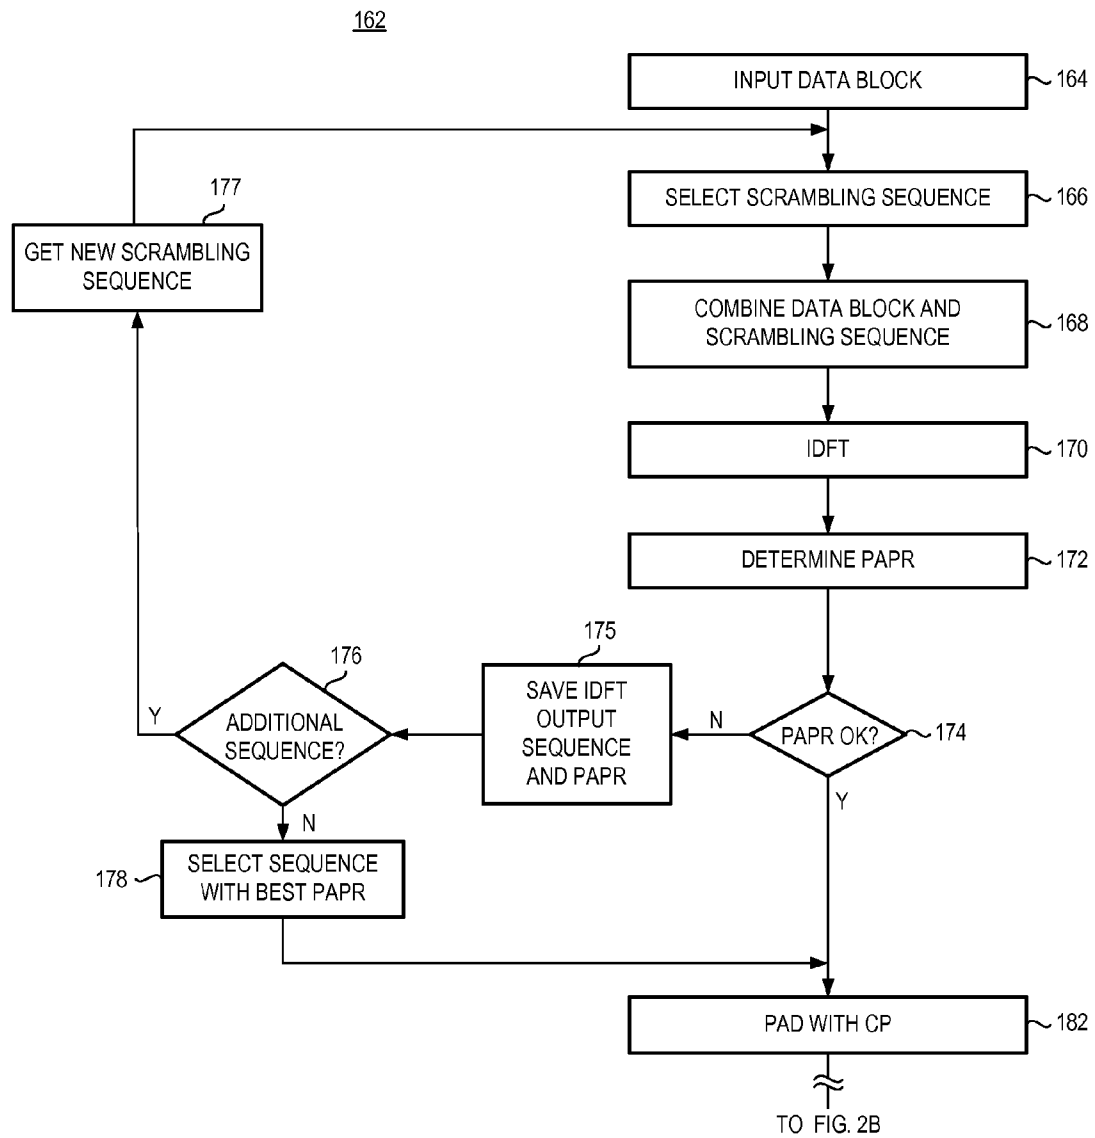 162
INPUT DATA BLOCK
164
177
SELECT SCRAMBLING SEQUENCE
166
GET NEW SCRAMBLING
SEQUENCE
COMBINE DATA BLOCK AND
SCRAMBLING SEQUENCE
168
IDFT
170
DETERMINE PAPR
172
175
176
SAVE IDFT
OUTPUT
SEQUENCE
AND PAPR
Y
ADDITIONAL
SEQUENCE?
N
PAPR OK?
174
Y
N
SELECT SEQUENCE
WITH BEST PAPR
178
PAD WITH CP
182
TO FIG. 2B